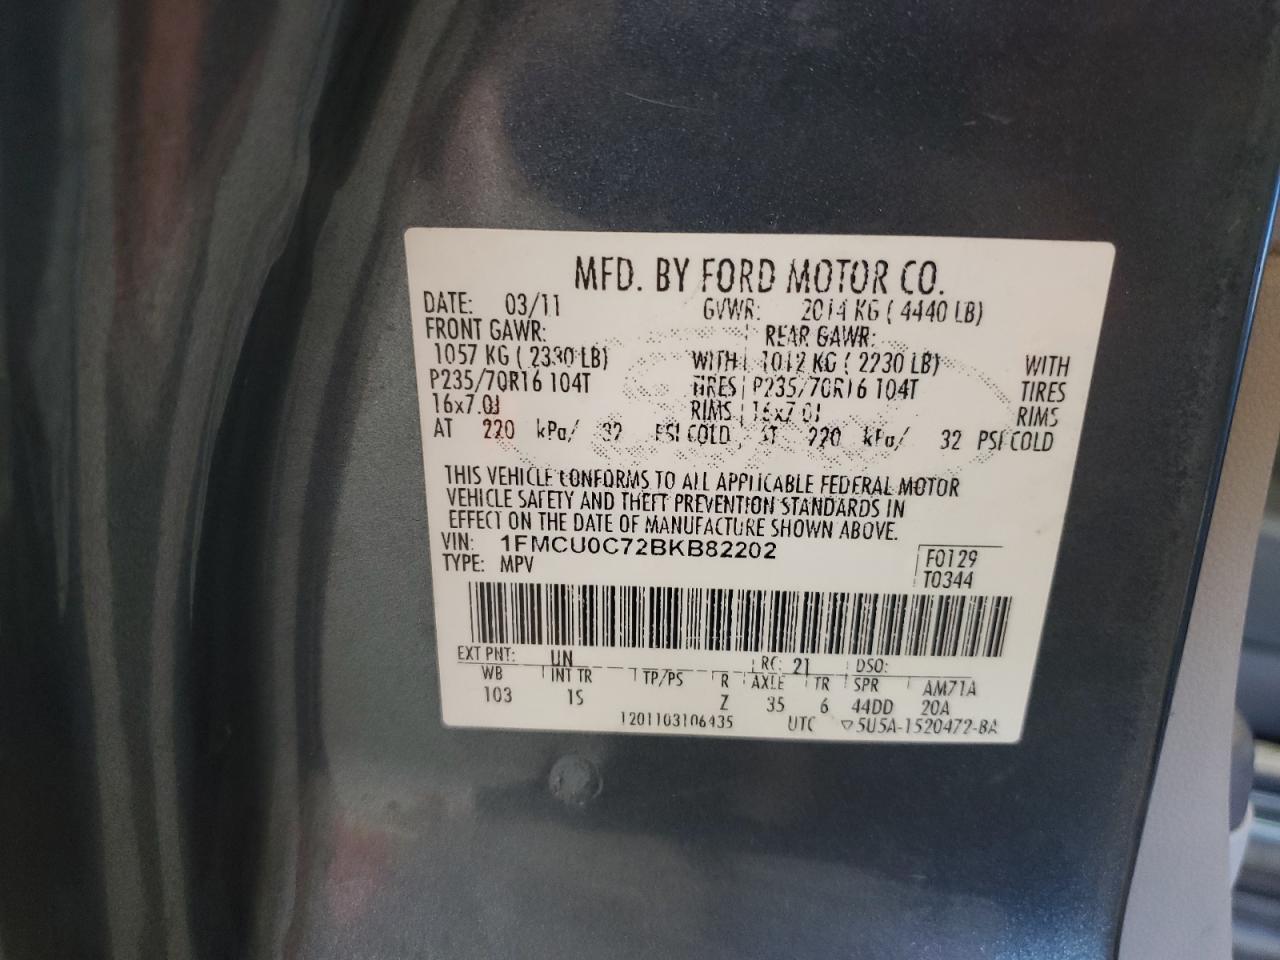 MFD. BY FORD MOTOR CO.
DATE: 03/11 GVWR: 2014 KG ( 4440 LB)
FRONT GAWR: REAR GAWR:
1057 KG ( 2330 LB) WITH 1012 KG ( 2230 LB) WITH
P235/70R16 104T TIRES P235/70R16 104T TIRES
16x7.0J RIMS 16x7.0J RIMS
AT 220 kPa/ 32 PSI COLD AT 220 kPa/ 32 PSI COLD
THIS VEHICLE CONFORMS TO ALL APPLICABLE FEDERAL MOTOR
VEHICLE SAFETY AND THEFT PREVENTION STANDARDS IN
EFFECT ON THE DATE OF MANUFACTURE SHOWN ABOVE.
VIN: 1FMCU0C72BKB82202 F0129
TYPE: MPV T0344
EXT PNT: UN RC: 21 DSO:
WB INT TR TP/PS R AXLE TR SPR AM71A
103 1S Z 35 6 44DD 20A
1201103106435 UTC ▽5U5A-1520472-BA